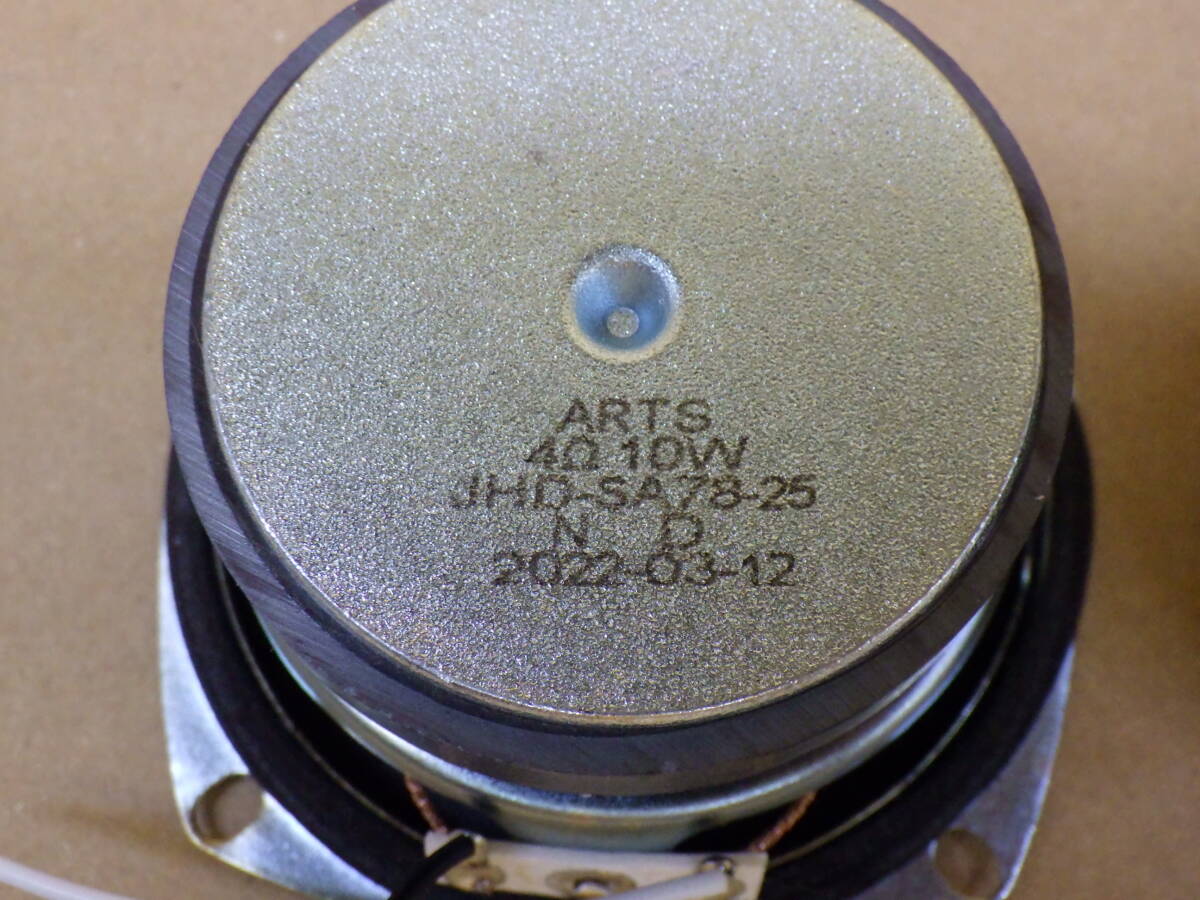 ARTS
4Ω 10W
JHD-SA78-25
N D
2022-03-12